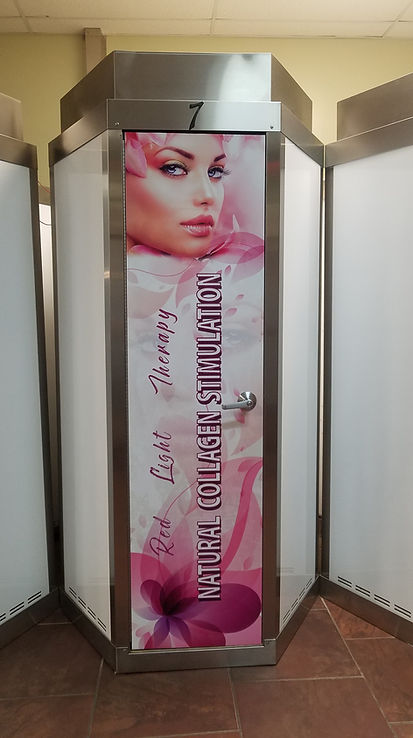 7
Red Light Therapy
NATURAL COLLAGEN STIMULATION